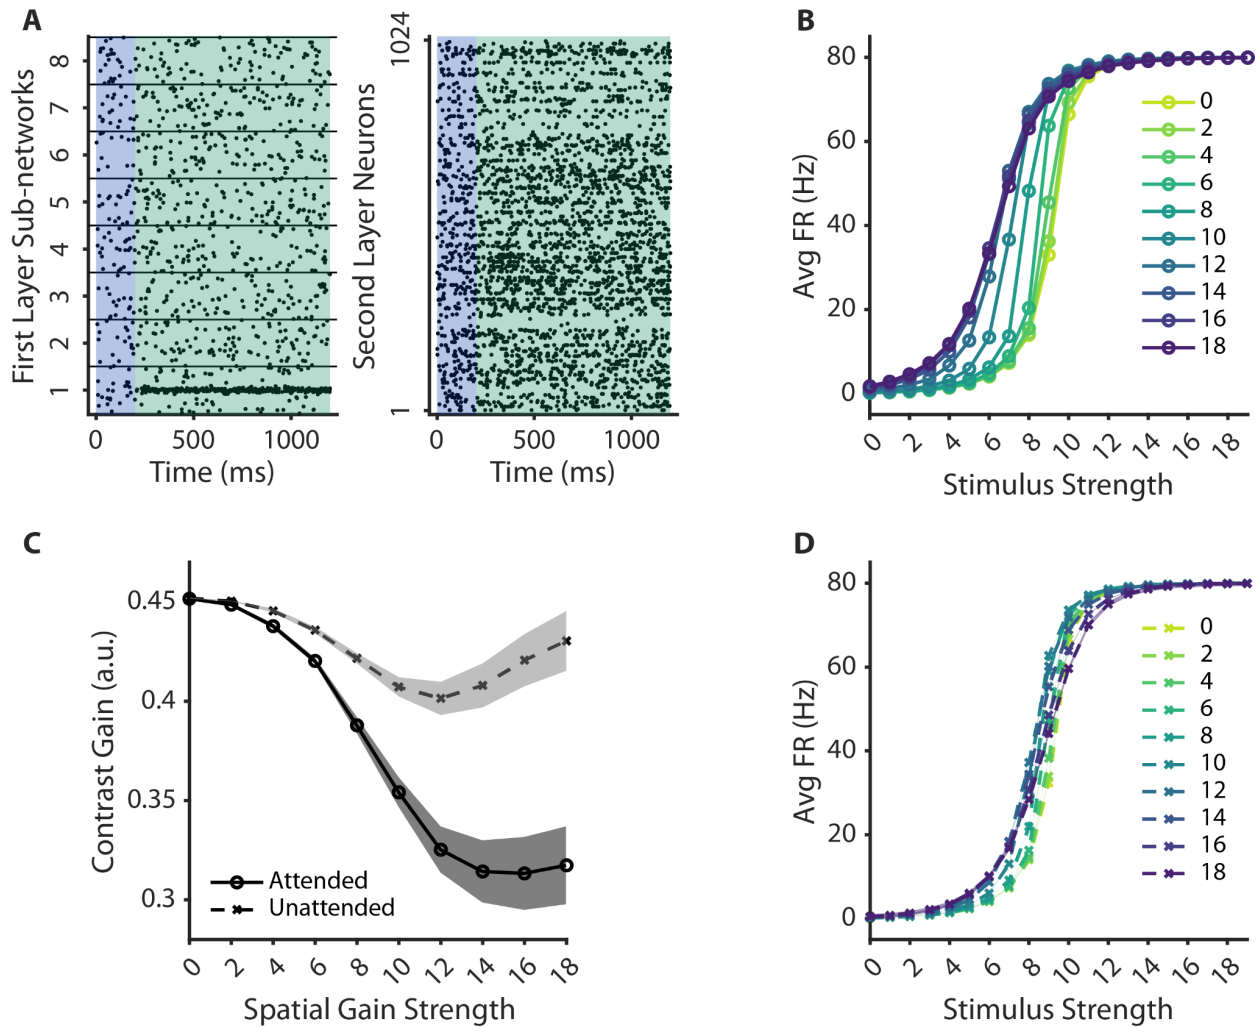 A
First Layer Sub-networks
8
7
6
5
4
3
2
1
0
500
1000
Time (ms)
Second Layer Neurons
1024
1
0
500
1000
Time (ms)
B
Avg FR (Hz)
80
60
40
20
0
0
2
4
6
8
10
12
14
16
18
0 2 4 6 8 10 12 14 16 18
Stimulus Strength
C
Contrast Gain (a.u.)
0.45
0.4
0.35
0.3
Attended
Unattended
0 2 4 6 8 10 12 14 16 18
Spatial Gain Strength
D
Avg FR (Hz)
80
60
40
20
0
0
2
4
6
8
10
12
14
16
18
0 2 4 6 8 10 12 14 16 18
Stimulus Strength